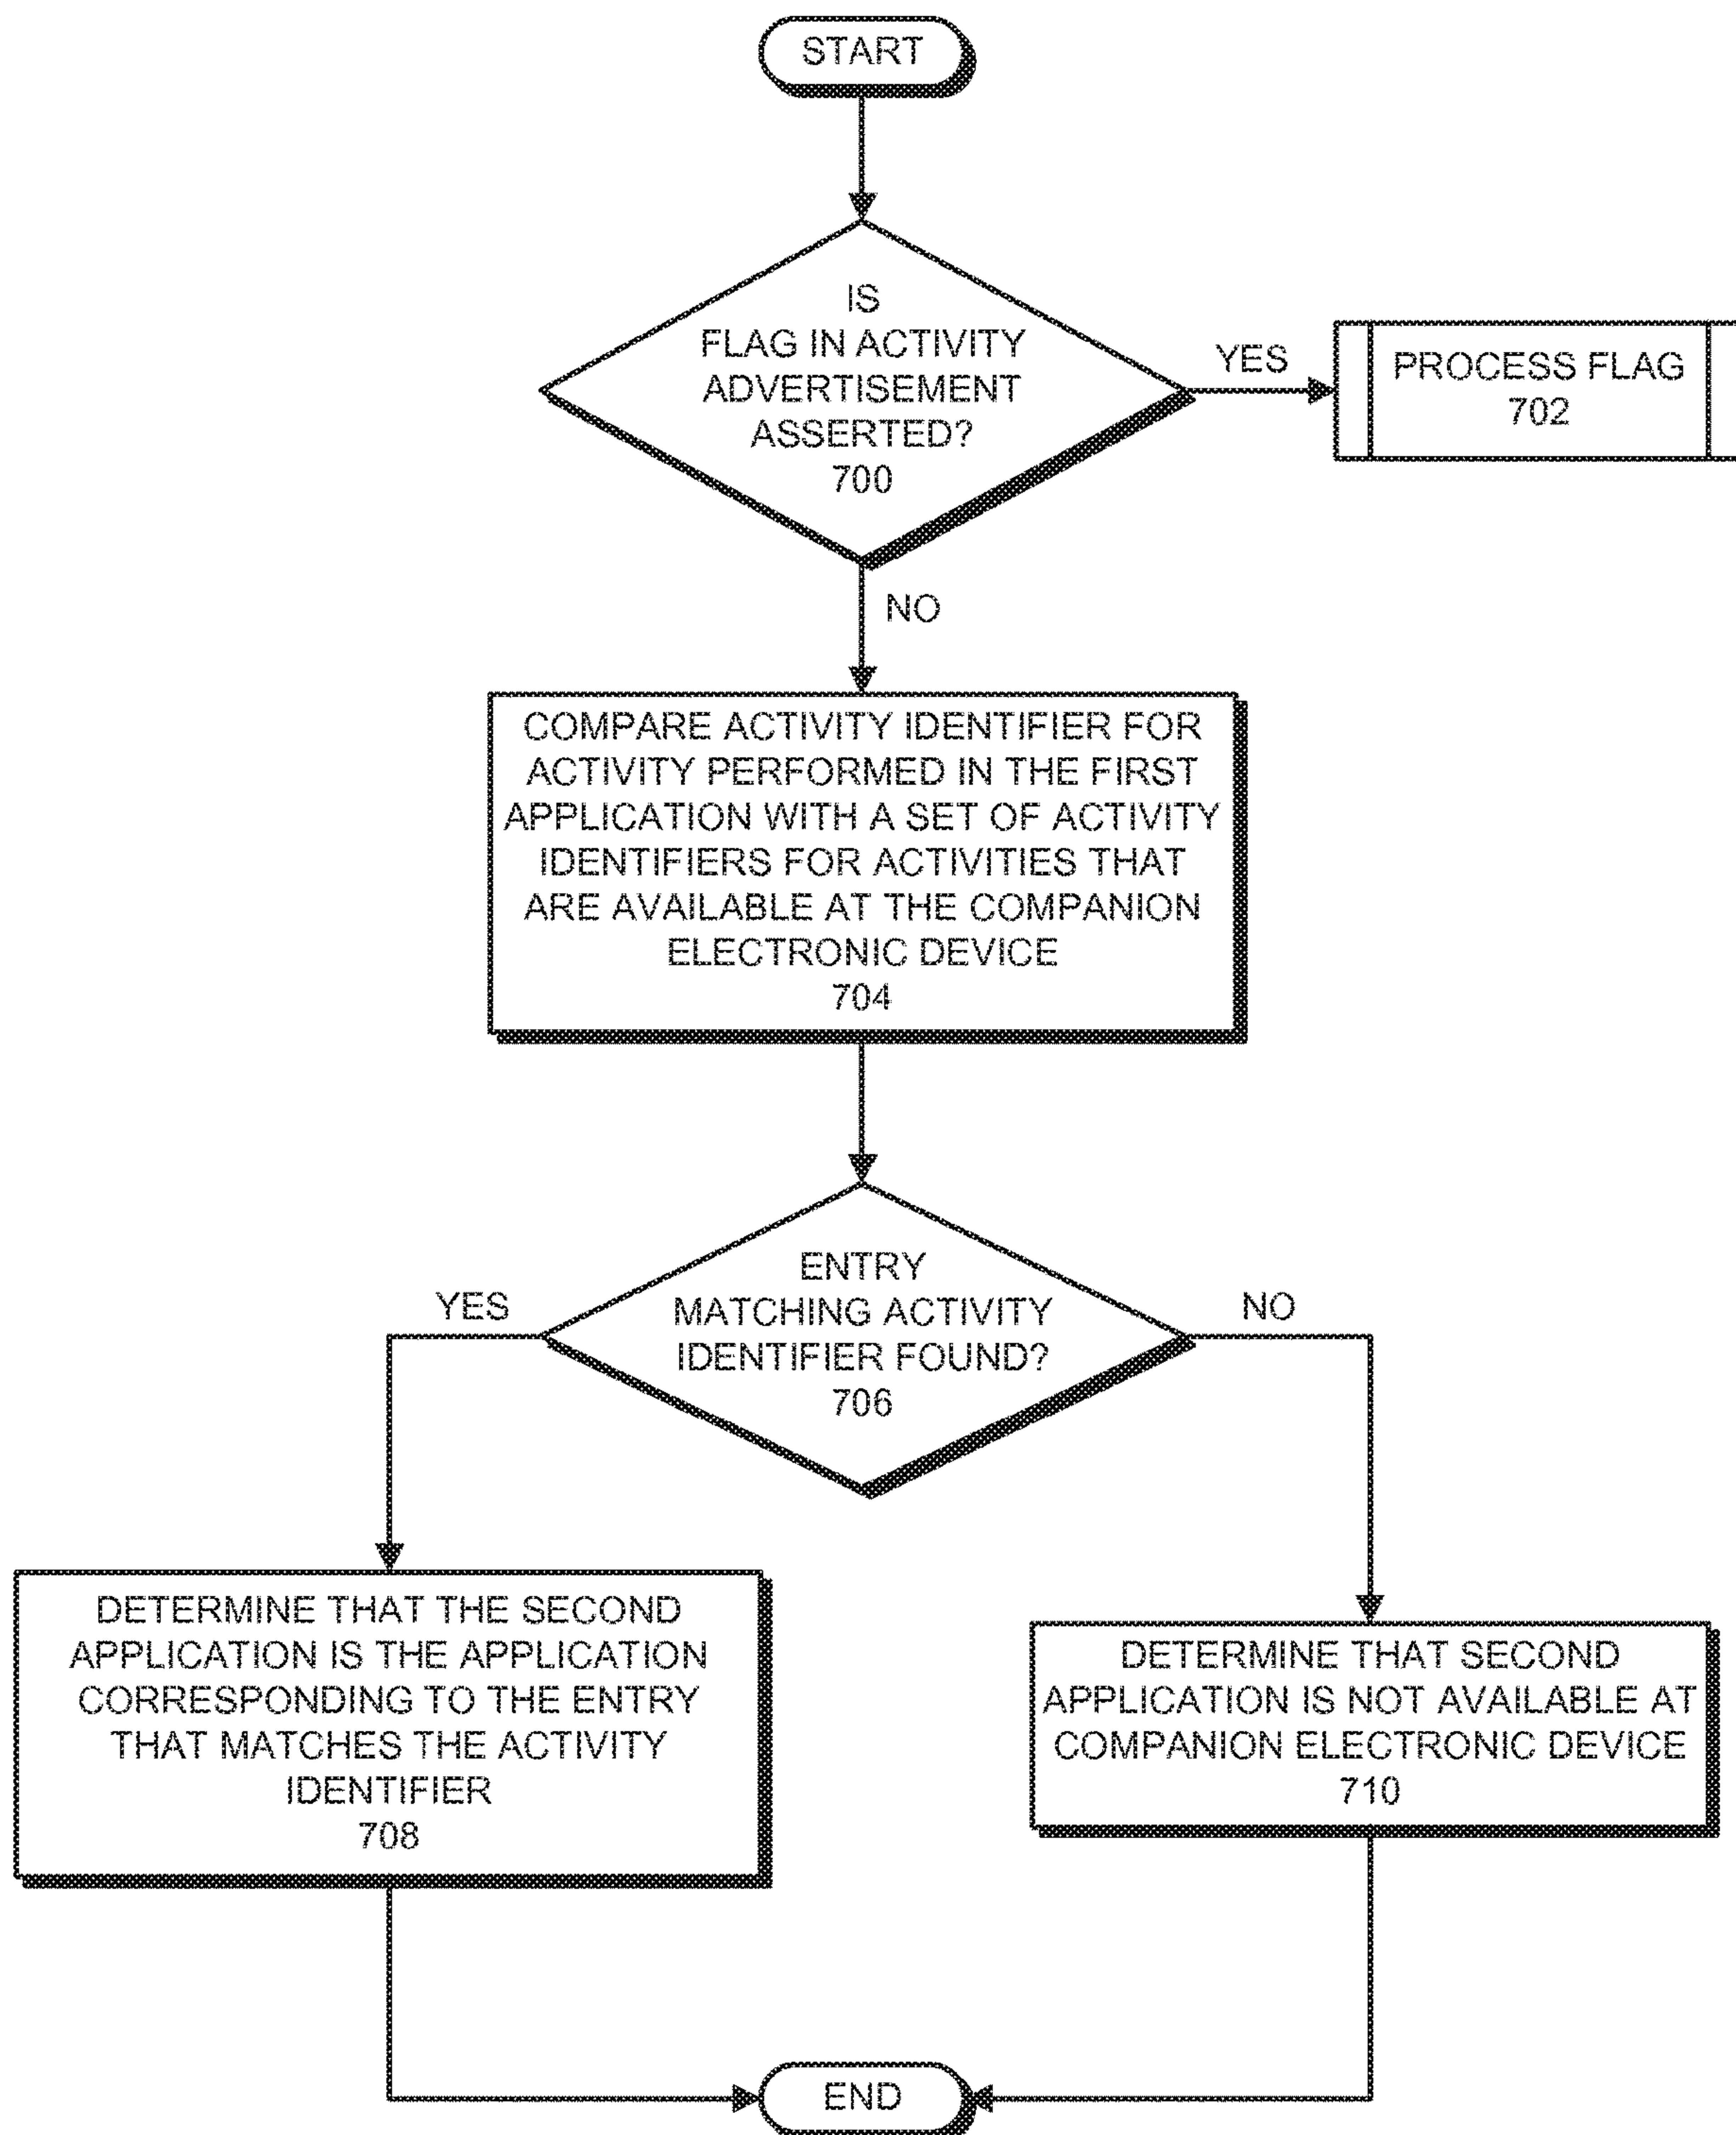 START
IS
FLAG IN ACTIVITY
ADVERTISEMENT
ASSERTED?
700
YES
PROCESS FLAG
702
NO
COMPARE ACTIVITY IDENTIFIER FOR
ACTIVITY PERFORMED IN THE FIRST
APPLICATION WITH A SET OF ACTIVITY
IDENTIFIERS FOR ACTIVITIES THAT
ARE AVAILABLE AT THE COMPANION
ELECTRONIC DEVICE
704
ENTRY
MATCHING ACTIVITY
IDENTIFIER FOUND?
706
YES
NO
DETERMINE THAT THE SECOND
APPLICATION IS THE APPLICATION
CORRESPONDING TO THE ENTRY
THAT MATCHES THE ACTIVITY
IDENTIFIER
708
DETERMINE THAT SECOND
APPLICATION IS NOT AVAILABLE AT
COMPANION ELECTRONIC DEVICE
710
END